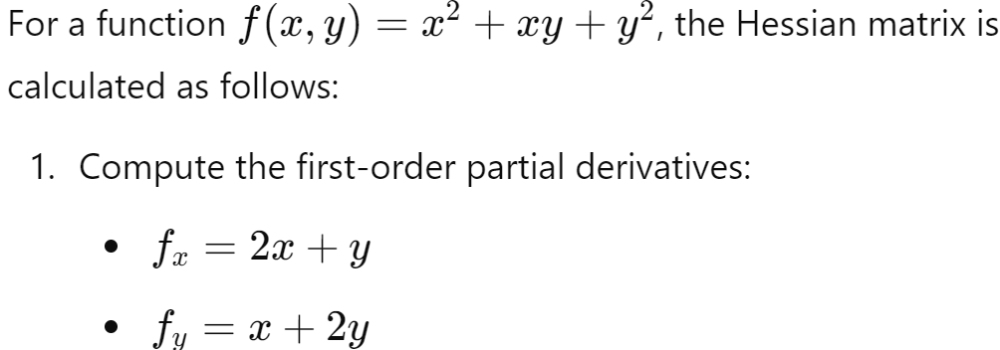 For a function f(x, y) = x² + xy + y², the Hessian matrix is
calculated as follows:
1. Compute the first-order partial derivatives:
• fₓ = 2x + y
• f_y = x + 2y